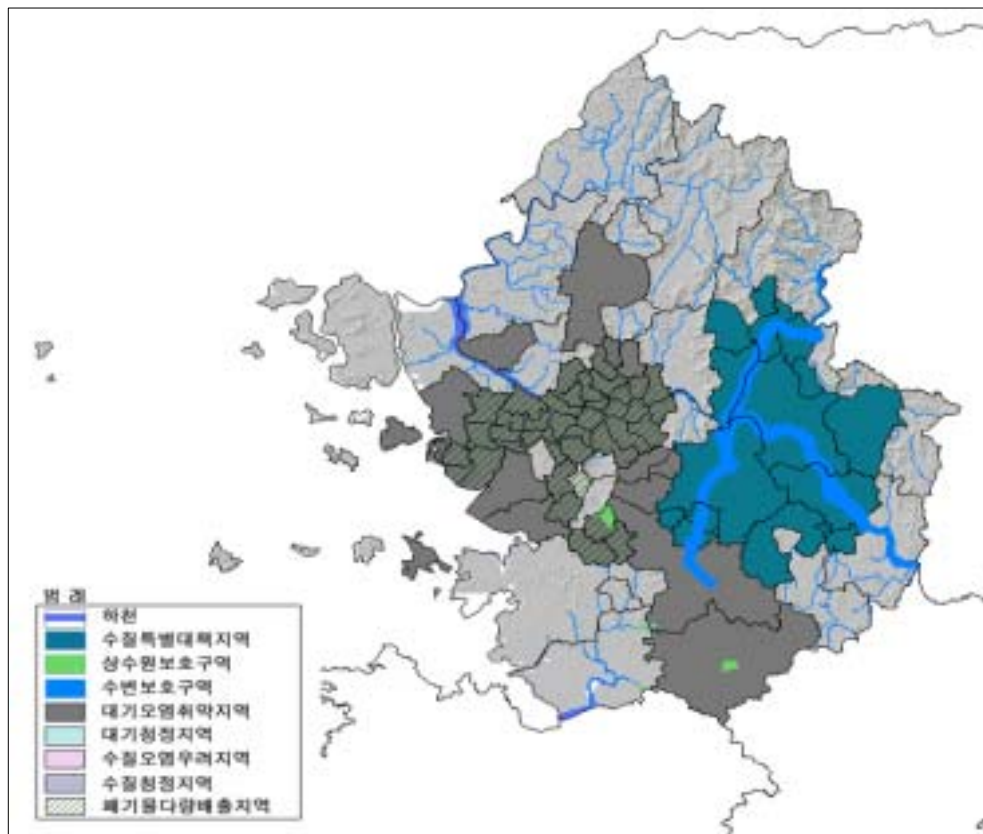 범 례
하천
수질특별대책지역
상수원보호구역
수변보호구역
대기오염취약지역
대기청정지역
수질오염우려지역
수질청정지역
폐기물다량배출지역